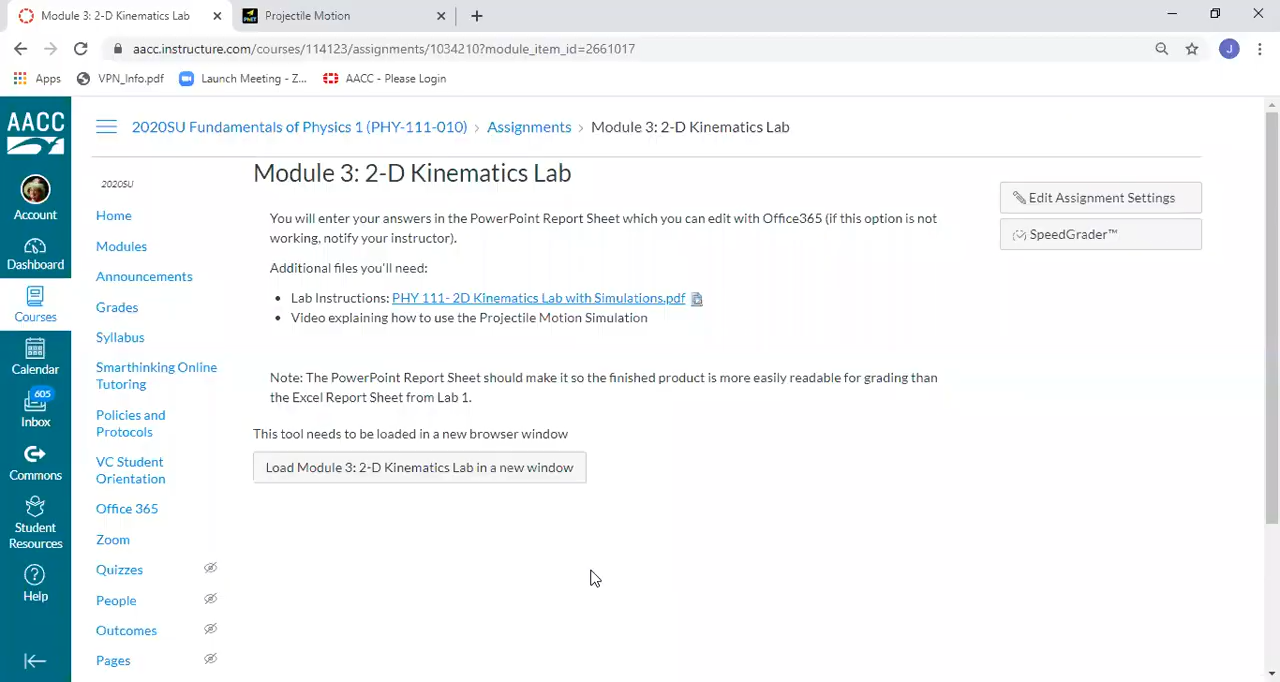 Module 3: 2-D Kinematics Lab
Projectile Motion
aacc.instructure.com/courses/114123/assignments/1034210?module_item_id=2661017
J
Apps
VPN_Info.pdf
Launch Meeting - Z...
AACC - Please Login
AACC
Account
Dashboard
Courses
Calendar
605
Inbox
Commons
Student
Resources
Help
2020SU Fundamentals of Physics 1 (PHY-111-010) › Assignments › Module 3: 2-D Kinematics Lab
2020SU
Home
Modules
Announcements
Grades
Syllabus
Smarthinking Online
Tutoring
Policies and
Protocols
VC Student
Orientation
Office 365
Zoom
Quizzes
People
Outcomes
Pages
Module 3: 2-D Kinematics Lab
You will enter your answers in the PowerPoint Report Sheet which you can edit with Office365 (if this option is not
working, notify your instructor).
Additional files you'll need:
• Lab Instructions: PHY 111- 2D Kinematics Lab with Simulations.pdf
• Video explaining how to use the Projectile Motion Simulation
Note: The PowerPoint Report Sheet should make it so the finished product is more easily readable for grading than
the Excel Report Sheet from Lab 1.
This tool needs to be loaded in a new browser window
Load Module 3: 2-D Kinematics Lab in a new window
Edit Assignment Settings
SpeedGrader™